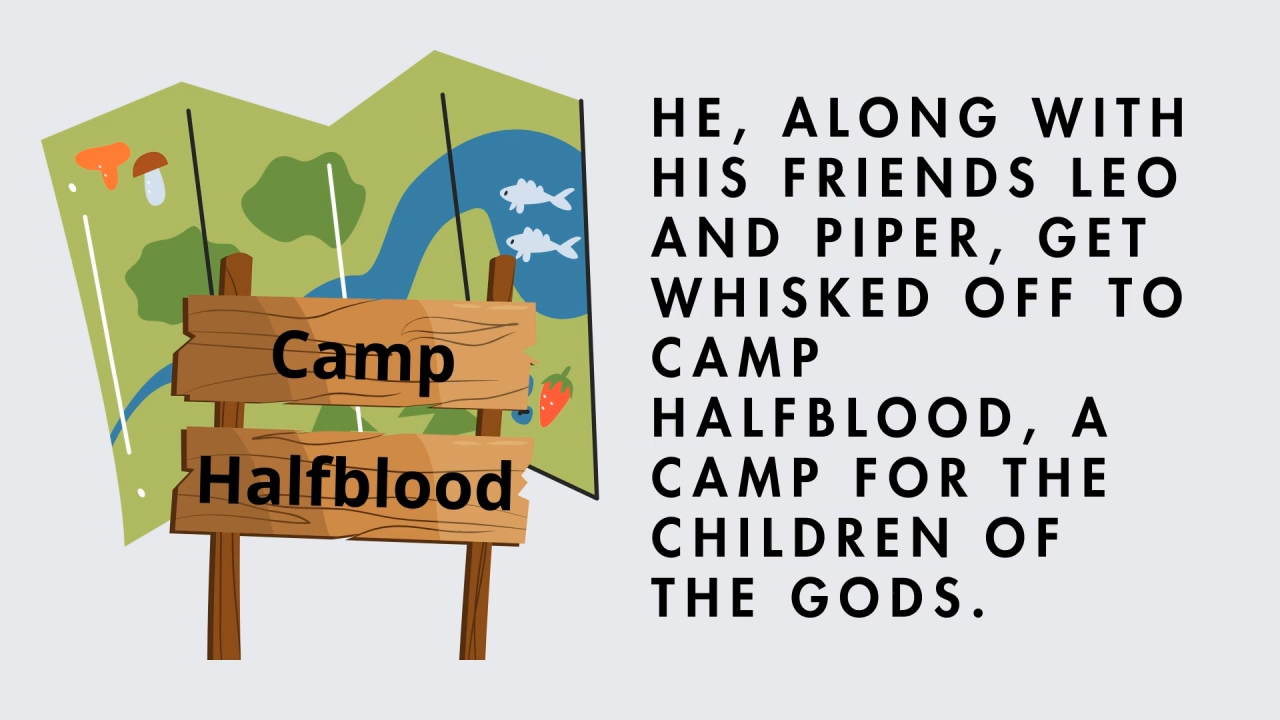 Camp
Halfblood
HE, ALONG WITH
HIS FRIENDS LEO
AND PIPER, GET
WHISKED OFF TO
CAMP
HALFBLOOD, A
CAMP FOR THE
CHILDREN OF
THE GODS.